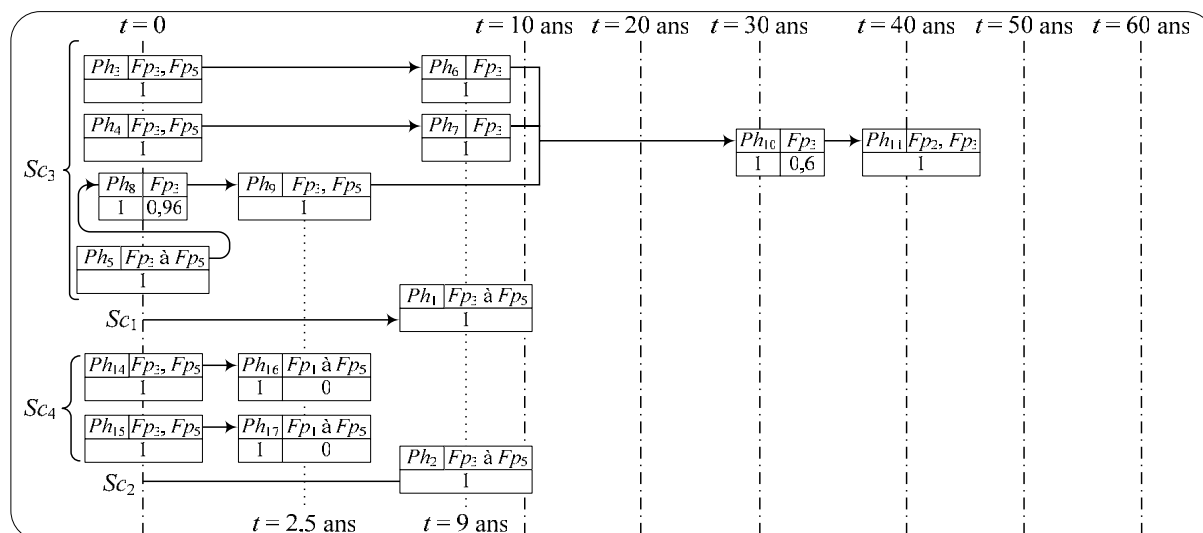 t = 0 t = 10 ans t = 20 ans t = 30 ans t = 40 ans t = 50 ans t = 60 ans
Ph3 Fp3, Fp5 Ph6 Fp3
1 1
Ph4 Fp3, Fp5 Ph7 Fp3
1 1
Ph10 Fp3 Ph11 Fp2, Fp3
1 0,6 1
Sc3
Ph8 Fp3 Ph9 Fp3, Fp5
1 0,96 1
Ph5 Fp3 à Fp5
1
Ph1 Fp3 à Fp5
Sc1
1
Ph14 Fp3, Fp5 Ph16 Fp1 à Fp5
1 1 0
Sc4
Ph15 Fp3, Fp5 Ph17 Fp1 à Fp5
1 1 0
Ph2 Fp3 à Fp5
1
Sc2
t = 2,5 ans t = 9 ans